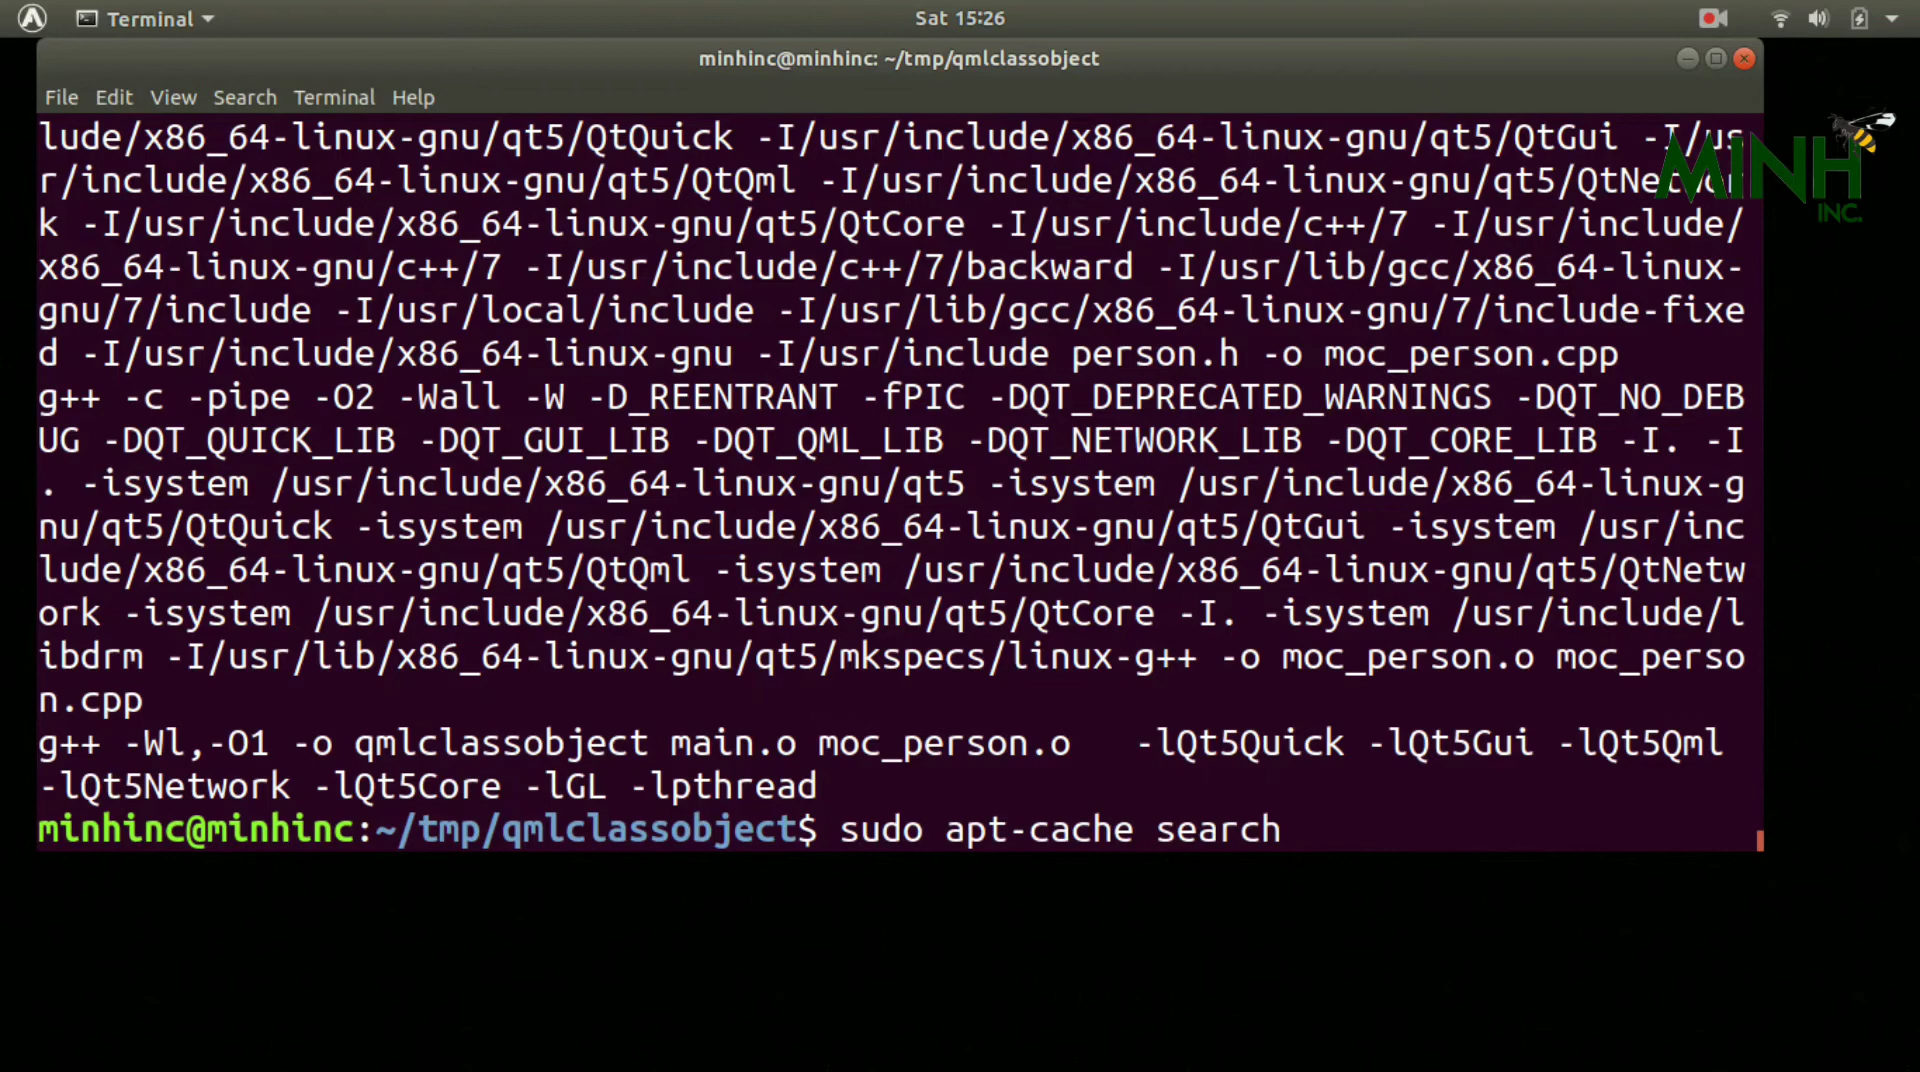 Terminal
Sat 15:26
minhinc@minhinc: ~/tmp/qmlclassobject
File Edit View Search Terminal Help
lude/x86_64-linux-gnu/qt5/QtQuick -I/usr/include/x86_64-linux-gnu/qt5/QtGui -I/us
r/include/x86_64-linux-gnu/qt5/QtQml -I/usr/include/x86_64-linux-gnu/qt5/QtNetwor
k -I/usr/include/x86_64-linux-gnu/qt5/QtCore -I/usr/include/c++/7 -I/usr/include/
x86_64-linux-gnu/c++/7 -I/usr/include/c++/7/backward -I/usr/lib/gcc/x86_64-linux-
gnu/7/include -I/usr/local/include -I/usr/lib/gcc/x86_64-linux-gnu/7/include-fixe
d -I/usr/include/x86_64-linux-gnu -I/usr/include person.h -o moc_person.cpp
g++ -c -pipe -O2 -Wall -W -D_REENTRANT -fPIC -DQT_DEPRECATED_WARNINGS -DQT_NO_DEB
UG -DQT_QUICK_LIB -DQT_GUI_LIB -DQT_QML_LIB -DQT_NETWORK_LIB -DQT_CORE_LIB -I. -I
. -isystem /usr/include/x86_64-linux-gnu/qt5 -isystem /usr/include/x86_64-linux-g
nu/qt5/QtQuick -isystem /usr/include/x86_64-linux-gnu/qt5/QtGui -isystem /usr/inc
lude/x86_64-linux-gnu/qt5/QtQml -isystem /usr/include/x86_64-linux-gnu/qt5/QtNetw
ork -isystem /usr/include/x86_64-linux-gnu/qt5/QtCore -I. -isystem /usr/include/l
ibdrm -I/usr/lib/x86_64-linux-gnu/qt5/mkspecs/linux-g++ -o moc_person.o moc_perso
n.cpp
g++ -Wl,-O1 -o qmlclassobject main.o moc_person.o   -lQt5Quick -lQt5Gui -lQt5Qml
-lQt5Network -lQt5Core -lGL -lpthread
minhinc@minhinc:~/tmp/qmlclassobject$ sudo apt-cache search
MINH
INC.